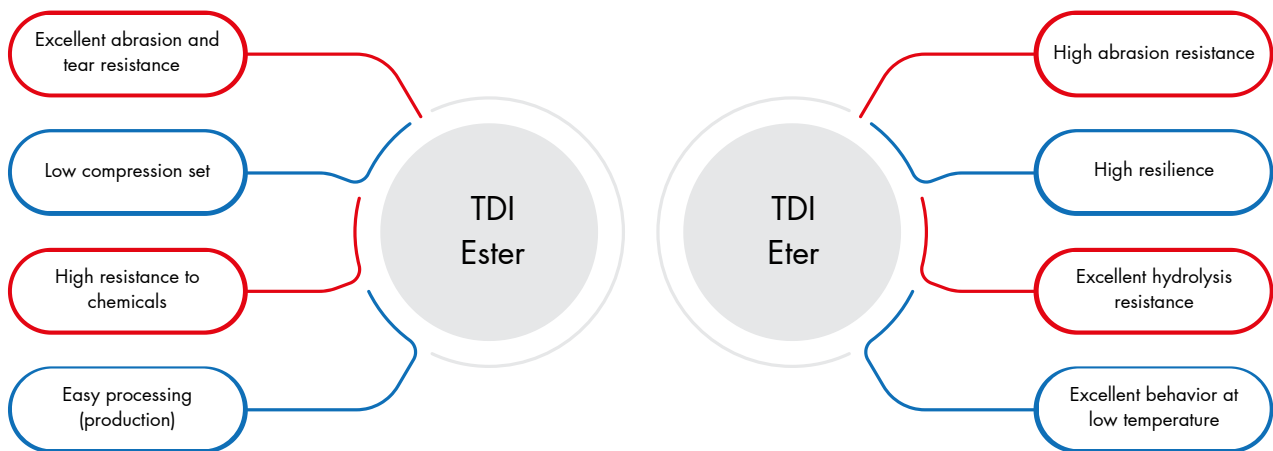 Excellent abrasion and
tear resistance
Low compression set
High resistance to
chemicals
Easy processing
(production)
TDI
Ester
TDI
Eter
High abrasion resistance
High resilience
Excellent hydrolysis
resistance
Excellent behavior at
low temperature